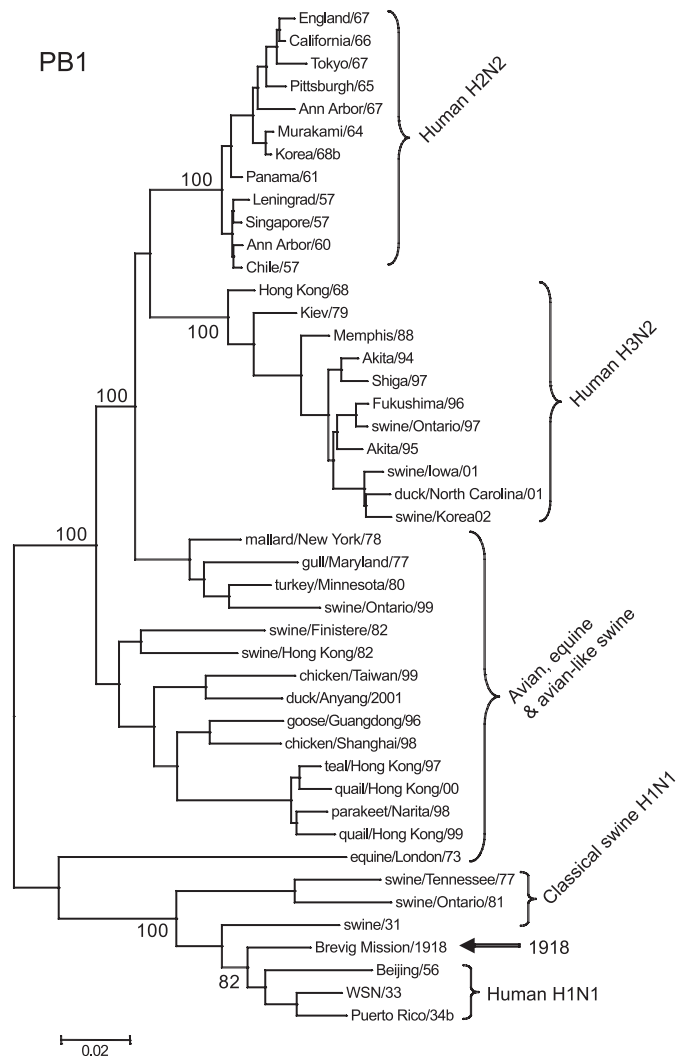 PB1
England/67
California/66
Tokyo/67
Pittsburgh/65
Ann Arbor/67
Murakami/64
Korea/68b
Panama/61
100
Leningrad/57
Singapore/57
Ann Arbor/60
Chile/57
Human H2N2
Hong Kong/68
100
Kiev/79
Memphis/88
Akita/94
Shiga/97
Fukushima/96
swine/Ontario/97
Akita/95
swine/Iowa/01
duck/North Carolina/01
swine/Korea02
Human H3N2
100
100
mallard/New York/78
gull/Maryland/77
turkey/Minnesota/80
swine/Ontario/99
swine/Finistere/82
swine/Hong Kong/82
chicken/Taiwan/99
duck/Anyang/2001
goose/Guangdong/96
chicken/Shanghai/98
teal/Hong Kong/97
quail/Hong Kong/00
parakeet/Narita/98
quail/Hong Kong/99
equine/London/73
Avian, equine
& avian-like swine
swine/Tennessee/77
swine/Ontario/81
100
swine/31
Classical swine H1N1
Brevig Mission/1918
1918
82
Beijing/56
WSN/33
Puerto Rico/34b
Human H1N1
0.02